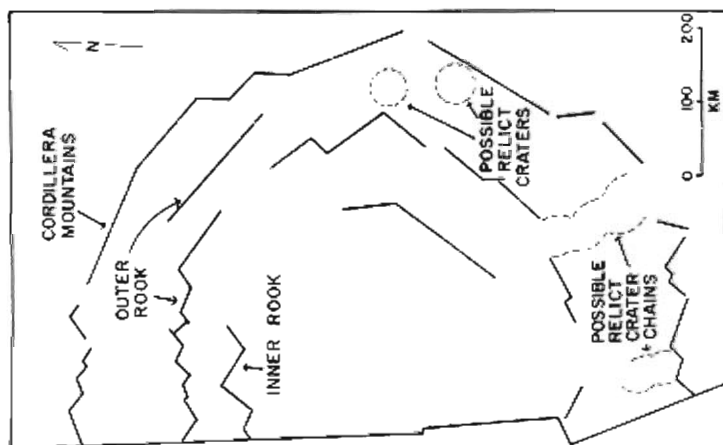 N
CORDILLERA
MOUNTAINS
OUTER
ROOK
INNER ROOK
POSSIBLE
RELICT
CRATERS
POSSIBLE
RELICT
CRATER
+ CHAINS
0 100 200
KM